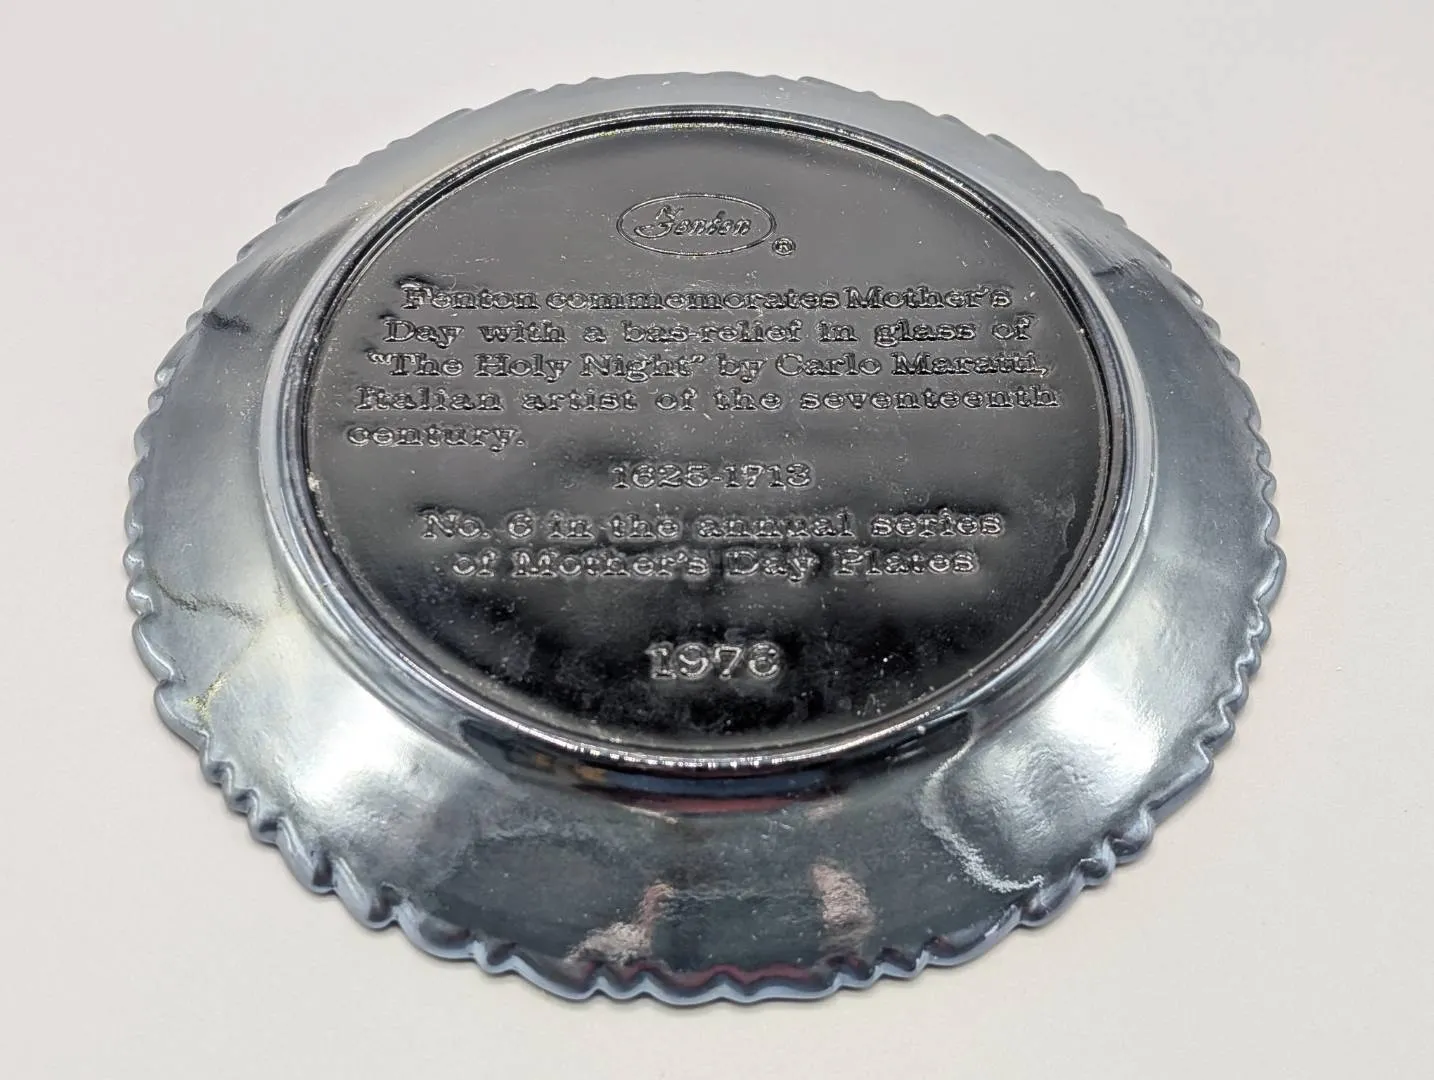 Fenton ®
Fenton commemorates Mother's
Day with a bas-relief in glass of
"The Holy Night" by Carlo Maratti,
Italian artist of the seventeenth
century.
1625-1713
No. 6 in the annual series
of Mother's Day Plates
1976